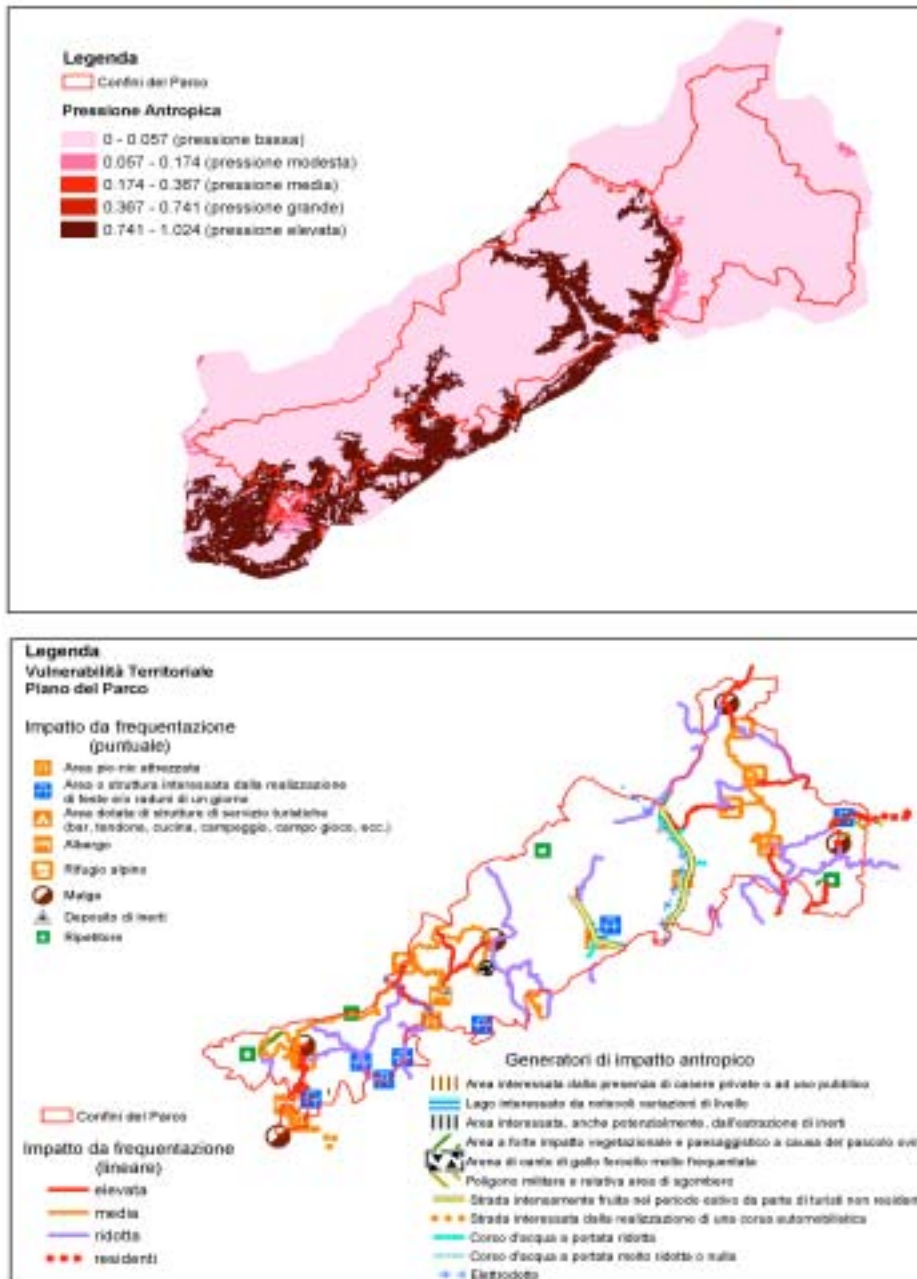 Legenda
Confini del Parco
Pressione Antropica
0 - 0.057 (pressione bassa)
0.057 - 0.174 (pressione modesta)
0.174 - 0.367 (pressione media)
0.367 - 0.741 (pressione grande)
0.741 - 1.024 (pressione elevata)
Legenda
Vulnerabilità Territoriale
Piano del Parco
Impatto da frequentazione
(puntuale)
Area pic-nic attrezzata
Area o struttura interessata dalla realizzazione
di feste e/o raduni di un giorno
Area dotata di strutture di servizio turistiche
(bar, tendone, cucina, campeggio, campo gioco, ecc.)
Albergo
Rifugio alpino
Malga
Deposito di inerti
Ripetitore
Confini del Parco
Impatto da frequentazione
(lineare)
elevata
media
ridotta
residenti
Generatori di impatto antropico
Area interessata dalla presenza di casere private o ad uso pubblico
Lago interessato da notevoli variazioni di livello
Area interessata, anche potenzialmente, dall'estrazione di inerti
Area a forte impatto vegetazionale e paesaggistico a causa del pascolo ovi
Arena di canto di gallo forcello molto frequentata
Poligono militare e relativa area di sgombero
Strada intensamente fruita nel periodo estivo da parte di turisti non residen
Strada interessata dalla realizzazione di una corsa automobilistica
Corso d'acqua a portata ridotta
Corso d'acqua a portata molto ridotta o nulla
Elettrodotto